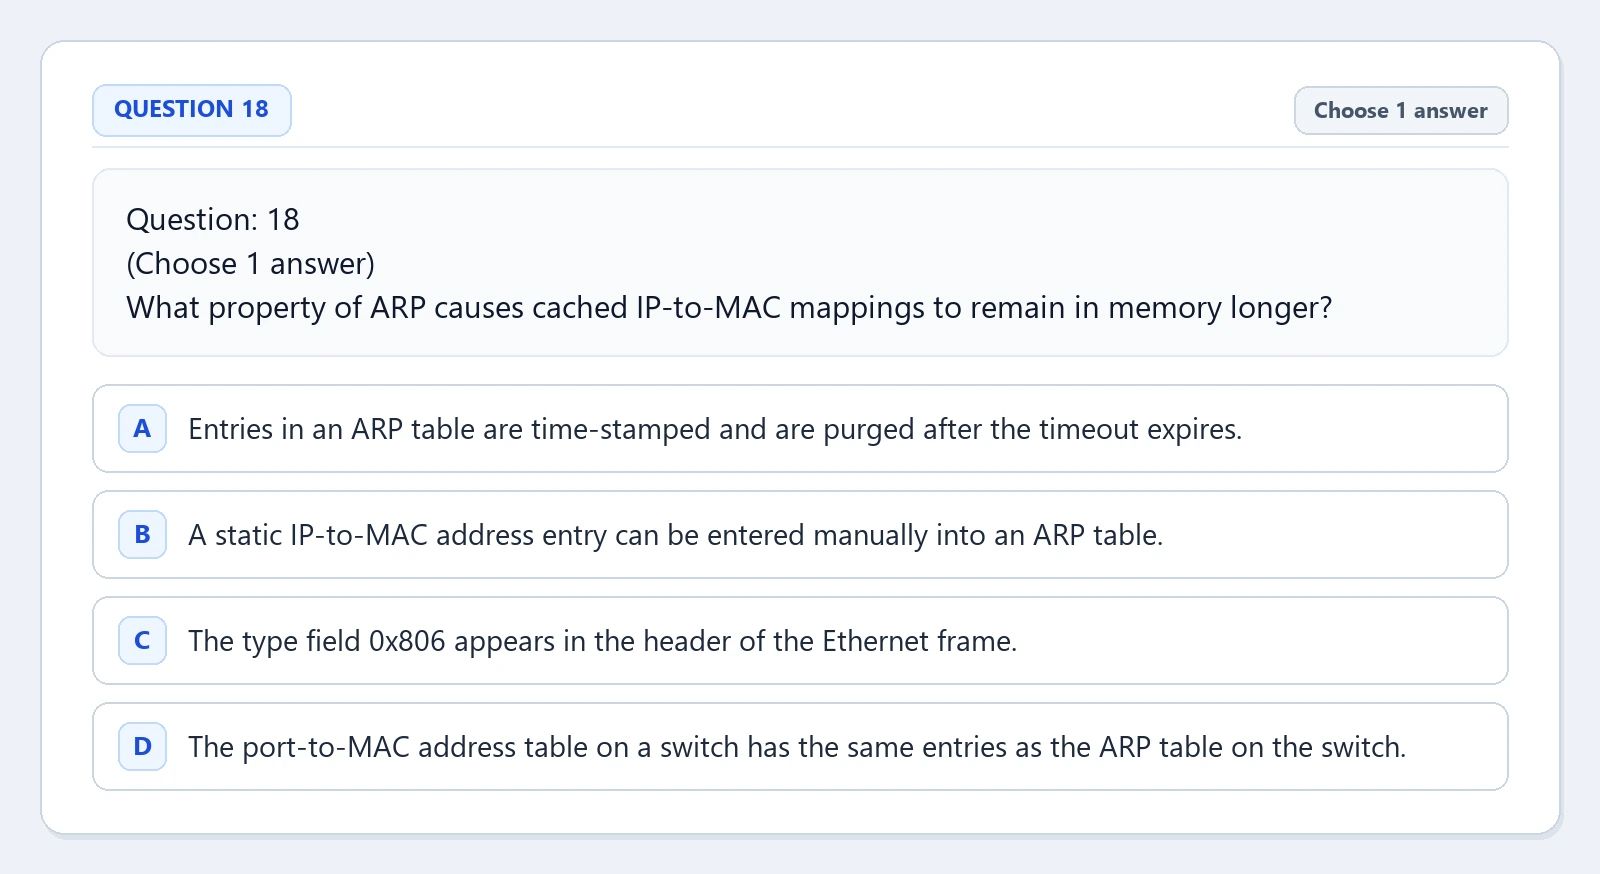 QUESTION 18
Choose 1 answer
Question: 18
(Choose 1 answer)
What property of ARP causes cached IP-to-MAC mappings to remain in memory longer?
A Entries in an ARP table are time-stamped and are purged after the timeout expires.
B A static IP-to-MAC address entry can be entered manually into an ARP table.
C The type field 0x806 appears in the header of the Ethernet frame.
D The port-to-MAC address table on a switch has the same entries as the ARP table on the switch.